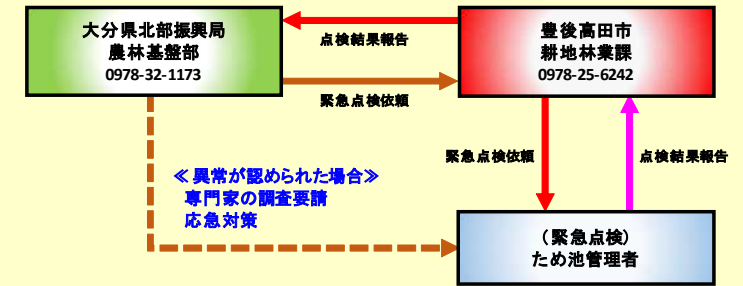 大分県北部振興局
農林基盤部
0978-32-1173
点検結果報告
緊急点検依頼
豊後高田市
耕地林業課
0978-25-6242
緊急点検依頼
点検結果報告
≪異常が認められた場合≫
専門家の調査要請
応急対策
（緊急点検）
ため池管理者